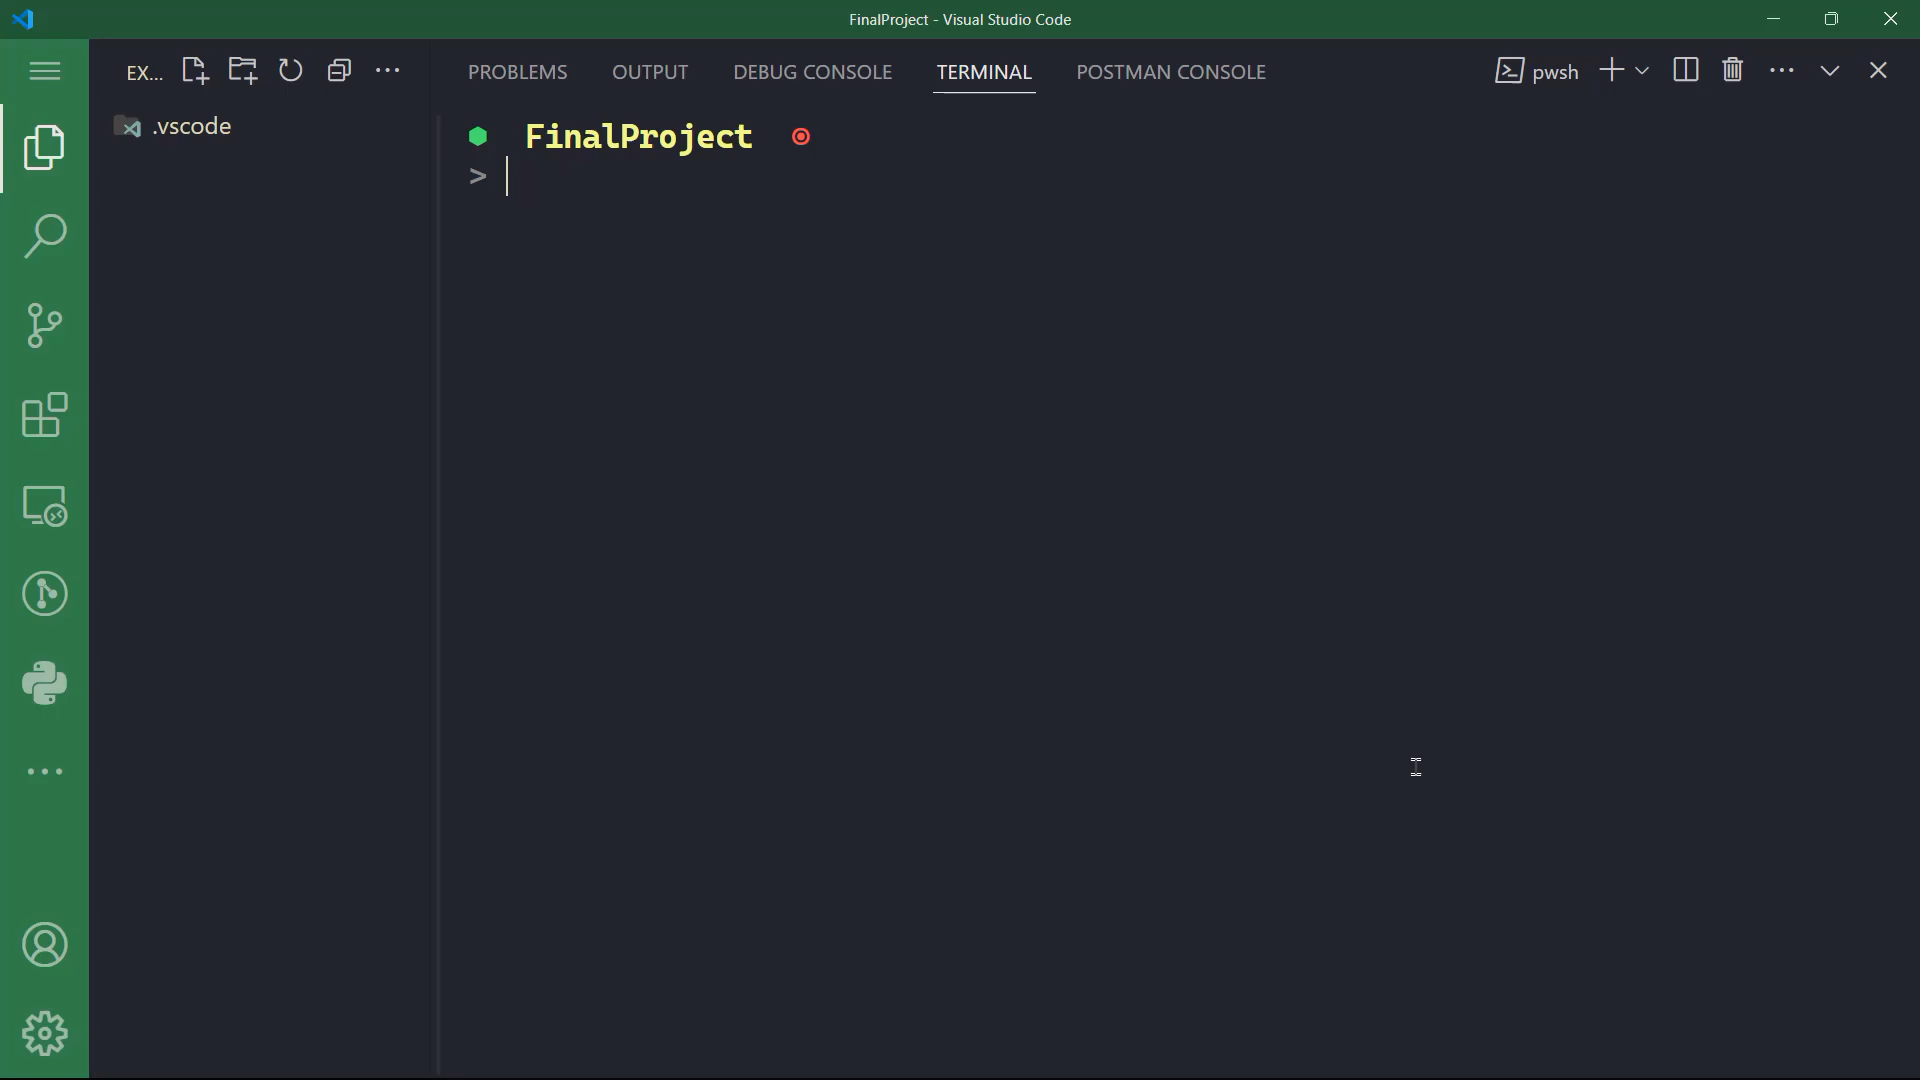 FinalProject - Visual Studio Code
EX...
PROBLEMS
OUTPUT
DEBUG CONSOLE
TERMINAL
POSTMAN CONSOLE
pwsh
.vscode
FinalProject
>